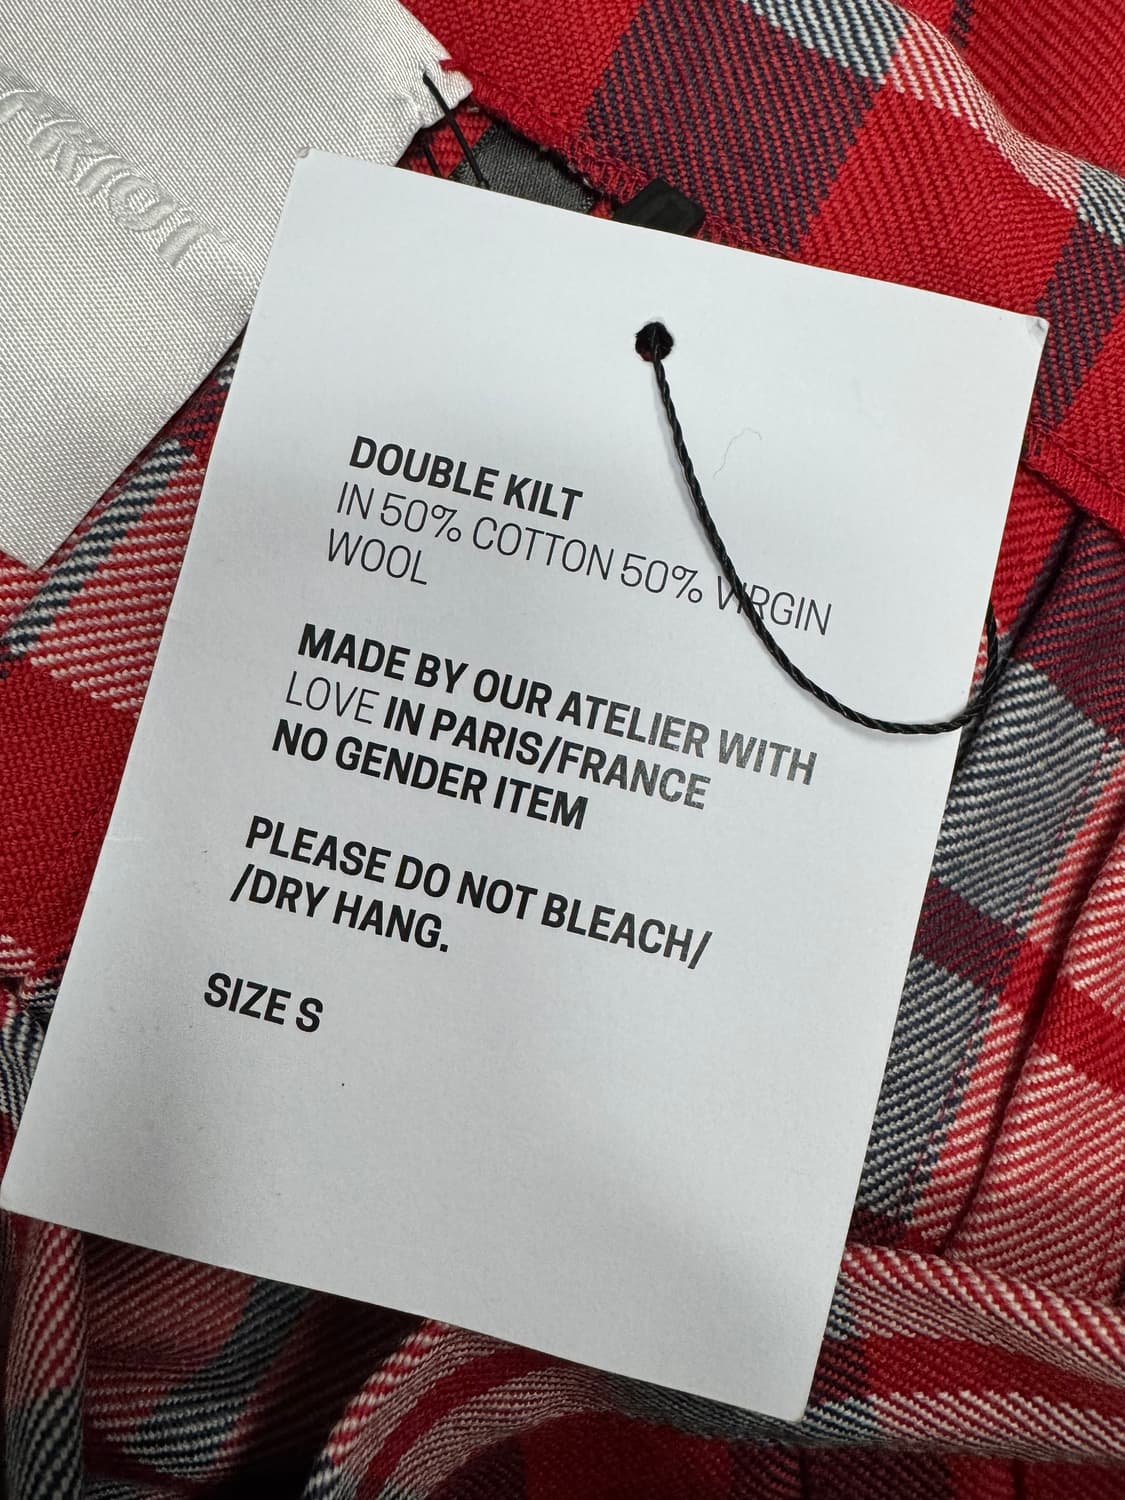 DOUBLE KILT
IN 50% COTTON 50% VIRGIN
WOOL
MADE BY OUR ATELIER WITH
LOVE IN PARIS/FRANCE
NO GENDER ITEM
PLEASE DO NOT BLEACH/
/DRY HANG.
SIZE S